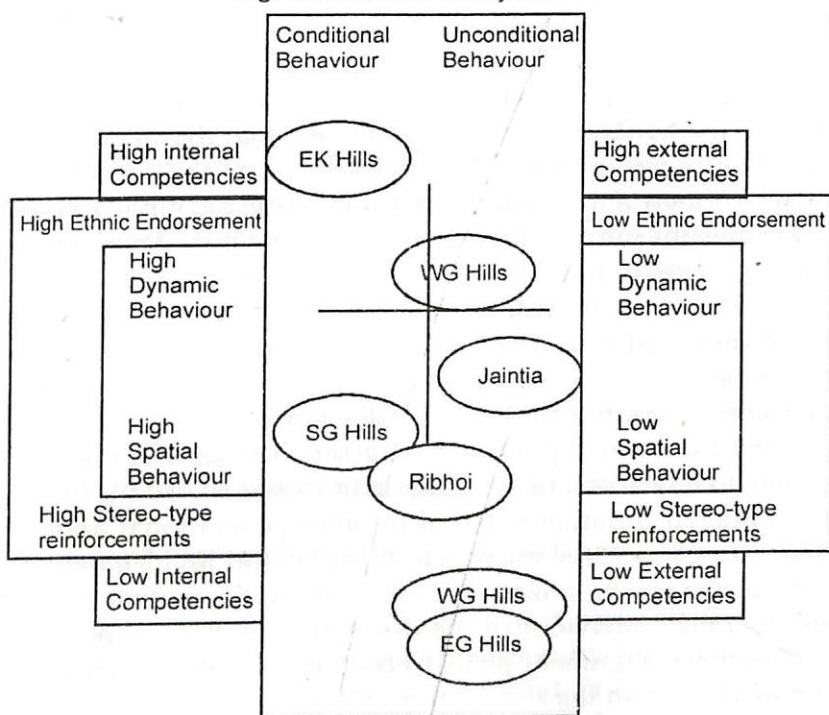 Conditional
Behaviour
Unconditional
Behaviour
High internal
Competencies
EK Hills
High external
Competencies
High Ethnic Endorsement
Low Ethnic Endorsement
High
Dynamic
Behaviour
WG Hills
Low
Dynamic
Behaviour
Jaintia
High
Spatial
Behaviour
SG Hills
Ribhoi
Low
Spatial
Behaviour
High Stereo-type
reinforcements
Low Stereo-type
reinforcements
Low Internal
Competencies
WG Hills
EG Hills
Low External
Competencies